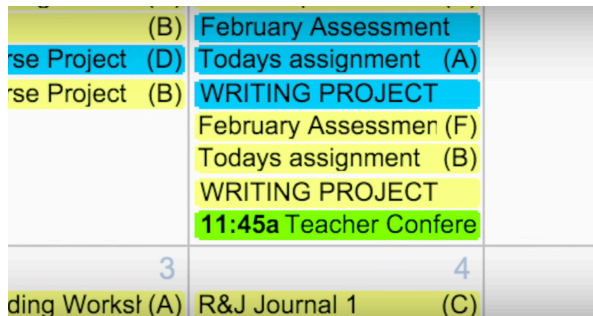 (B) February Assessment
rse Project (D) Todays assignment (A)
rse Project (B) WRITING PROJECT
February Assessmen (F)
Todays assignment (B)
WRITING PROJECT
11:45a Teacher Confere
3 4
ding Worksh (A) R&J Journal 1 (C)